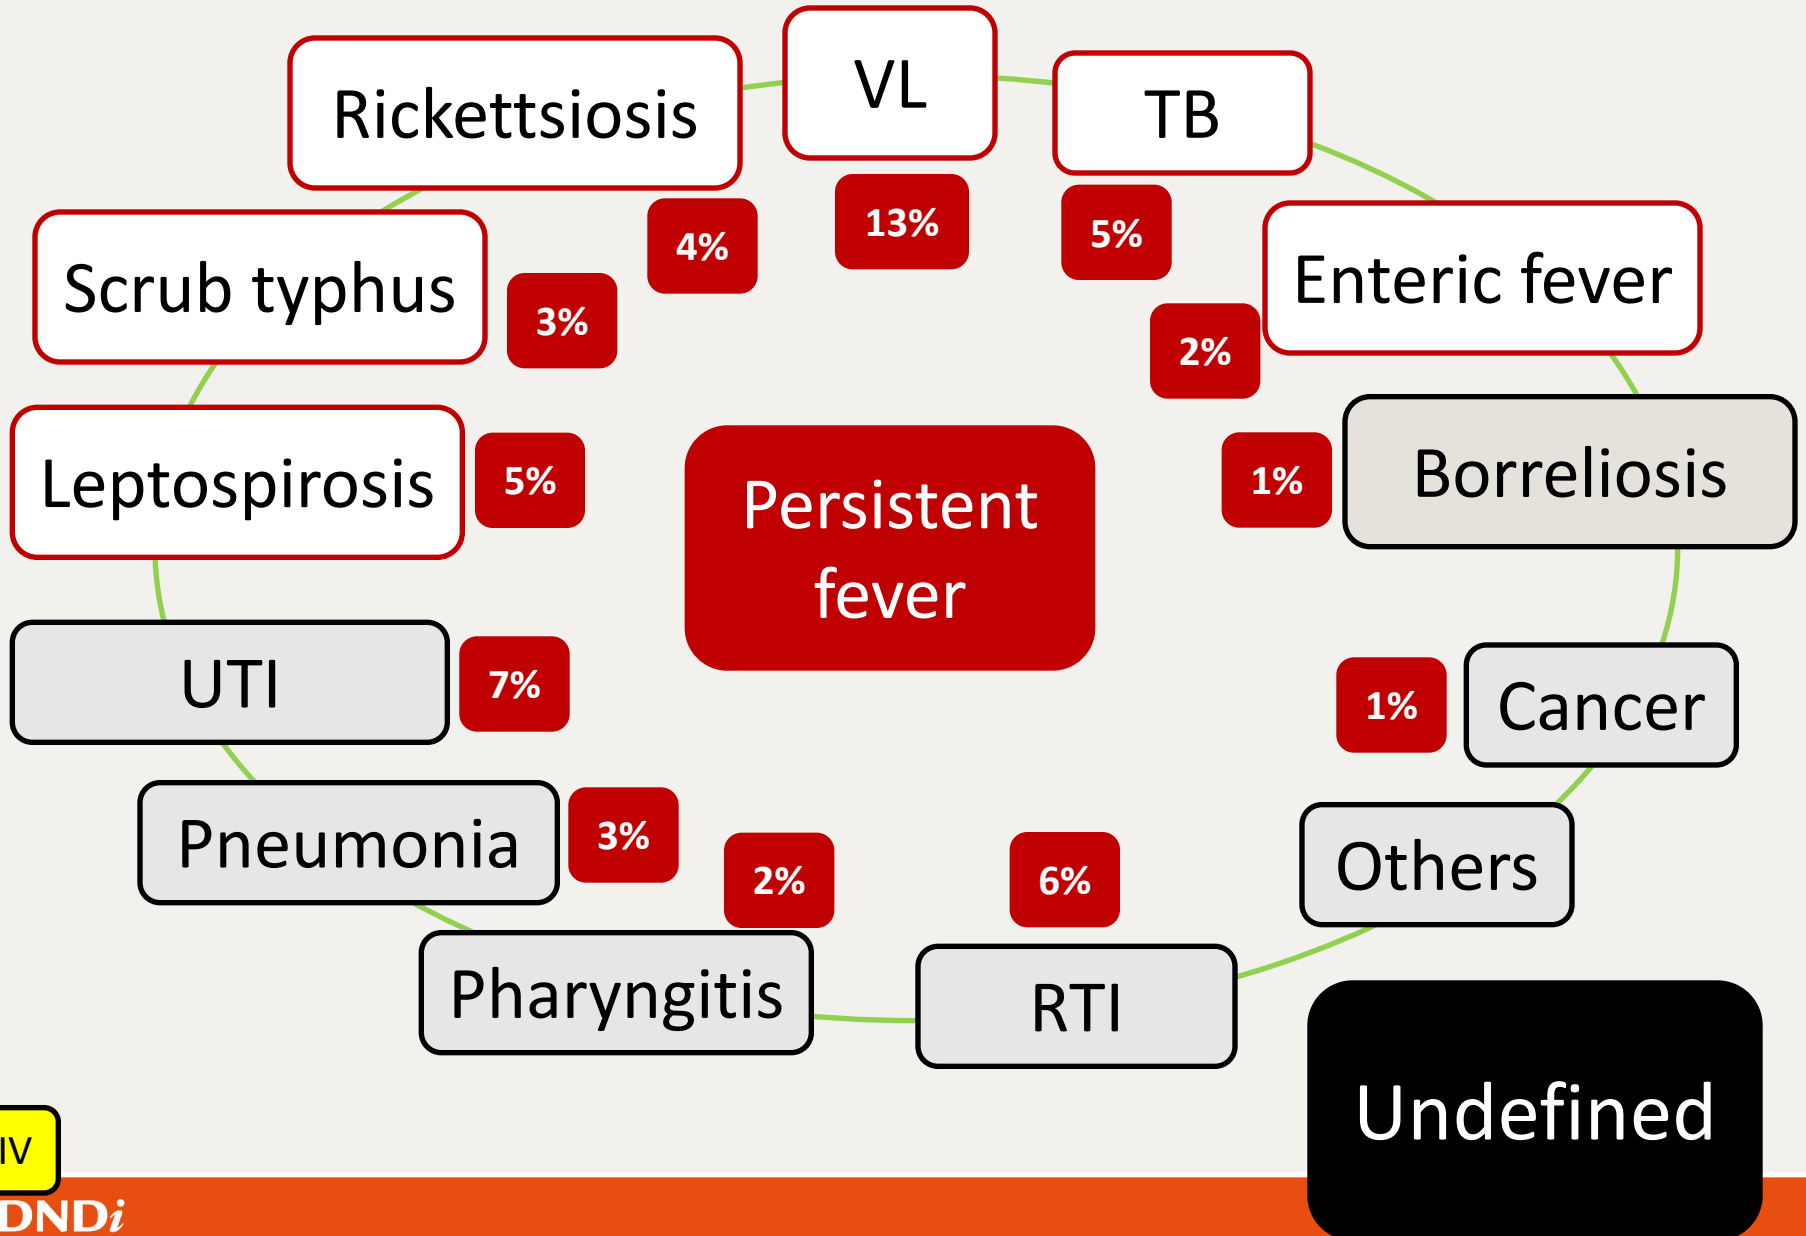 VL
Rickettsiosis
TB
4%
13%
5%
Scrub typhus
Enteric fever
3%
2%
Leptospirosis
5%
Persistent
fever
1%
Borreliosis
UTI
7%
1%
Cancer
Pneumonia
3%
2%
6%
Others
Pharyngitis
RTI
Undefined
IV
DNDi